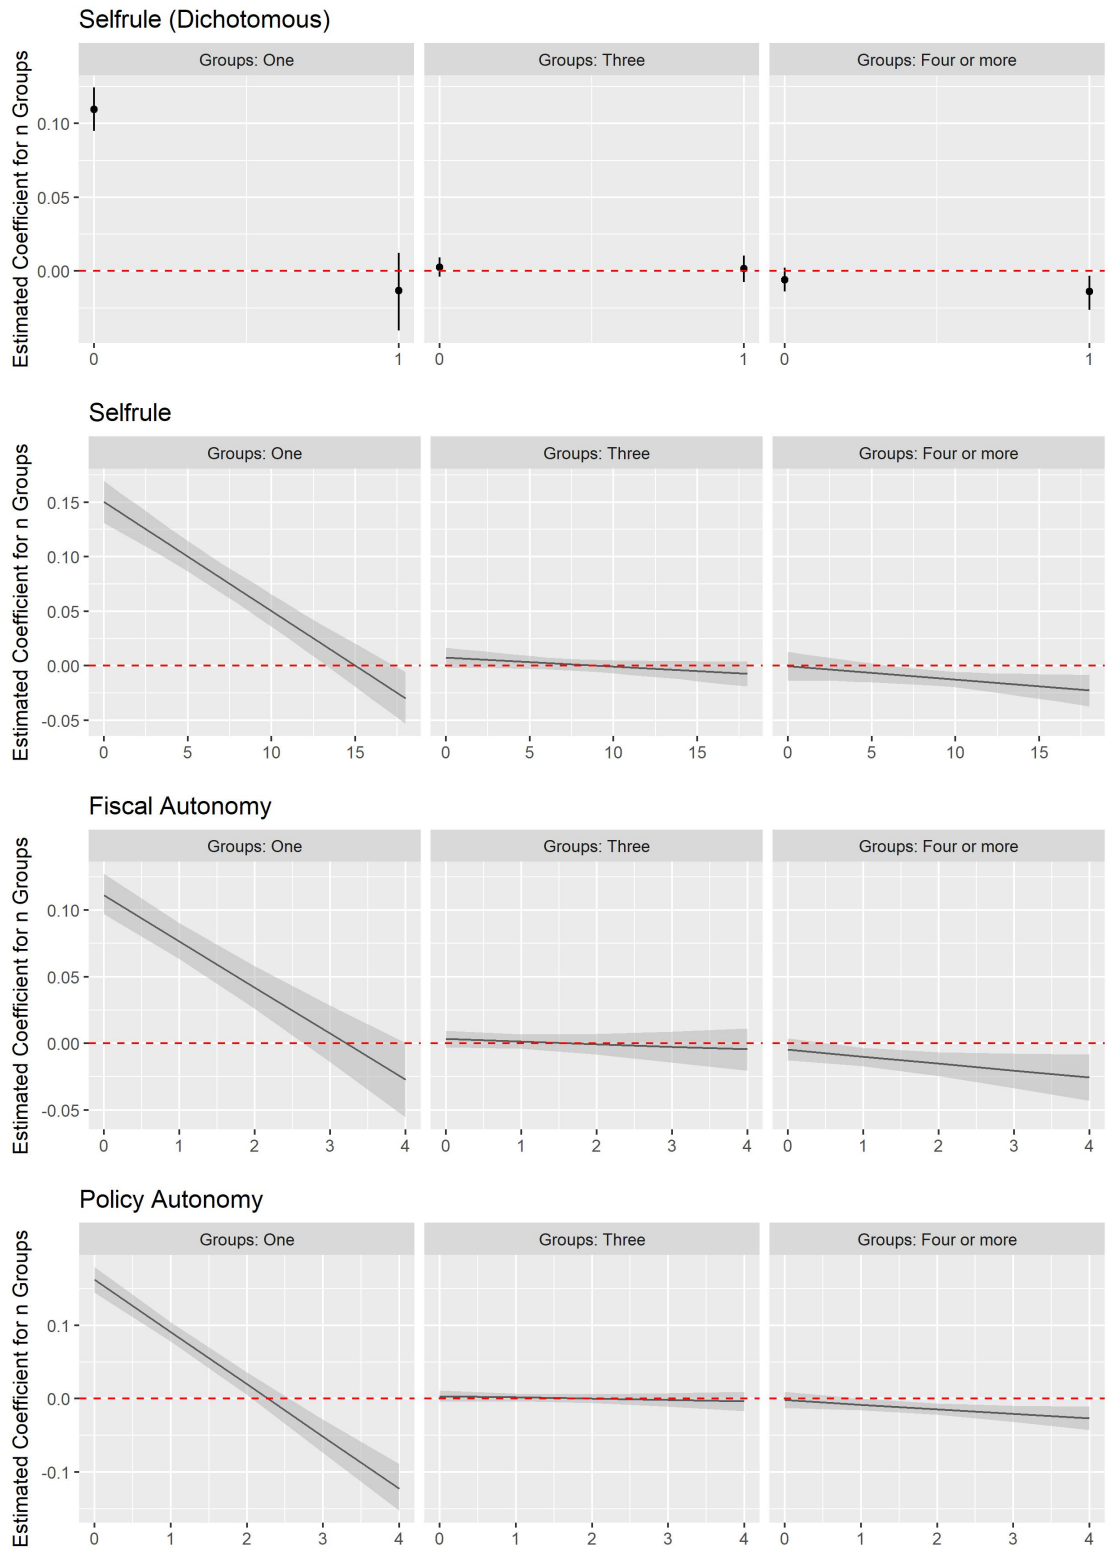 Selfrule (Dichotomous)
Estimated Coefficient for n Groups
Groups: One
Groups: Three
Groups: Four or more
0.10
0.05
0.00
0 1
0 1
0 1
Selfrule
Estimated Coefficient for n Groups
Groups: One
Groups: Three
Groups: Four or more
0.15
0.10
0.05
0.00
-0.05
0 5 10 15
0 5 10 15
0 5 10 15
Fiscal Autonomy
Estimated Coefficient for n Groups
Groups: One
Groups: Three
Groups: Four or more
0.10
0.05
0.00
-0.05
0 1 2 3 4
0 1 2 3 4
0 1 2 3 4
Policy Autonomy
Estimated Coefficient for n Groups
Groups: One
Groups: Three
Groups: Four or more
0.1
0.0
-0.1
0 1 2 3 4
0 1 2 3 4
0 1 2 3 4